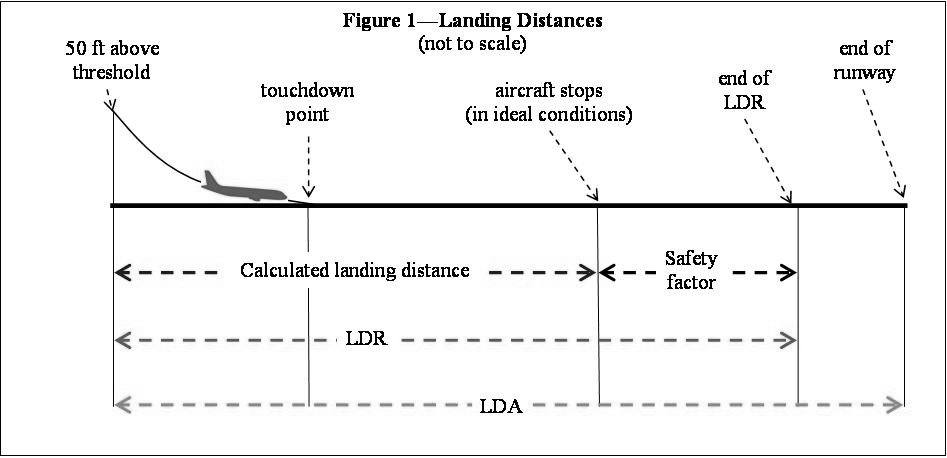 Figure 1—Landing Distances
(not to scale)
50 ft above
threshold
touchdown
point
aircraft stops
(in ideal conditions)
end of
LDR
end of
runway
Calculated landing distance
Safety
factor
LDR
LDA